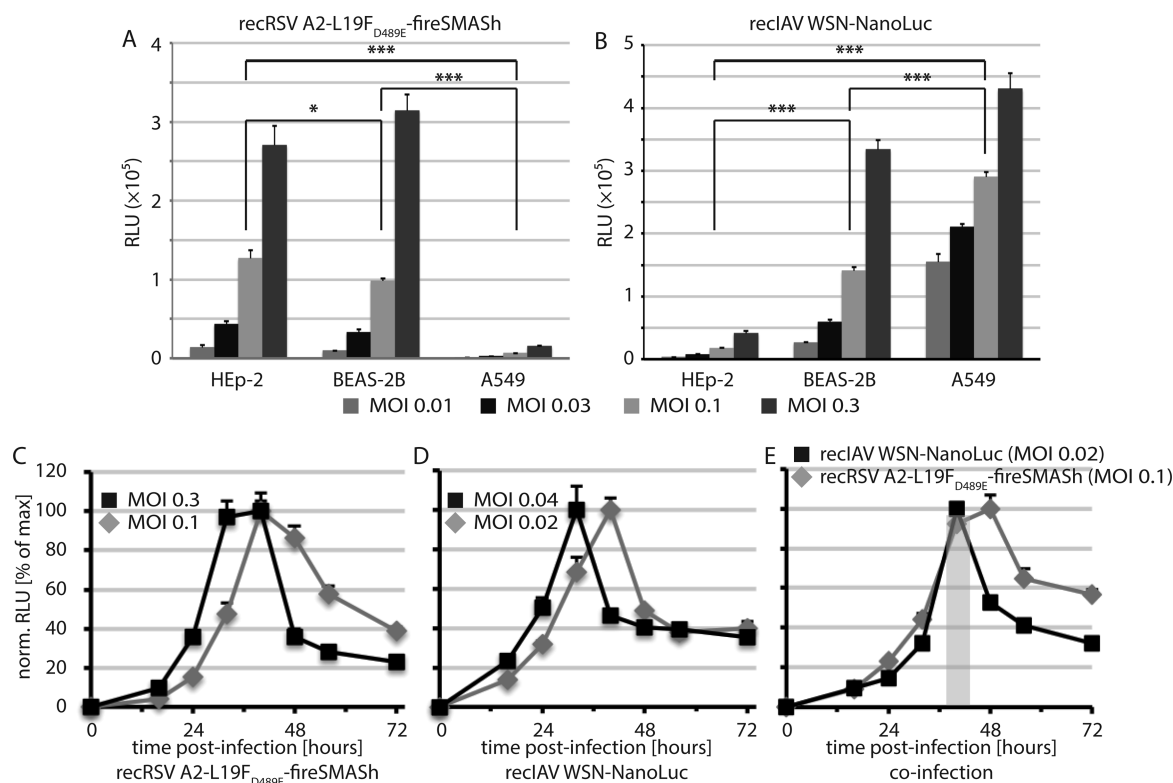 A recRSV A2-L19F_D489E-fireSMASh
4
3
2
1
0
RLU (×10⁵)
***
***
*
HEp-2 BEAS-2B A549
B recIAV WSN-NanoLuc
5
4
3
2
1
0
RLU (×10⁵)
***
***
***
HEp-2 BEAS-2B A549
MOI 0.01 MOI 0.03 MOI 0.1 MOI 0.3
C
120
100
80
60
40
20
0
norm. RLU [% of max]
MOI 0.3
MOI 0.1
0 24 48 72
time post-infection [hours]
recRSV A2-L19F_D489E-fireSMASh
D
MOI 0.04
MOI 0.02
0 24 48 72
time post-infection [hours]
recIAV WSN-NanoLuc
E
recIAV WSN-NanoLuc (MOI 0.02)
recRSV A2-L19F_D489E-fireSMASh (MOI 0.1)
0 24 48 72
time post-infection [hours]
co-infection